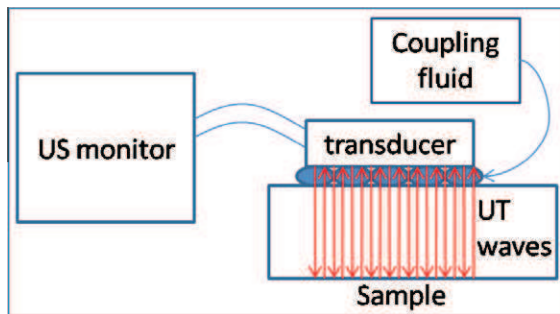 US monitor
transducer
Coupling
fluid
UT
waves
Sample